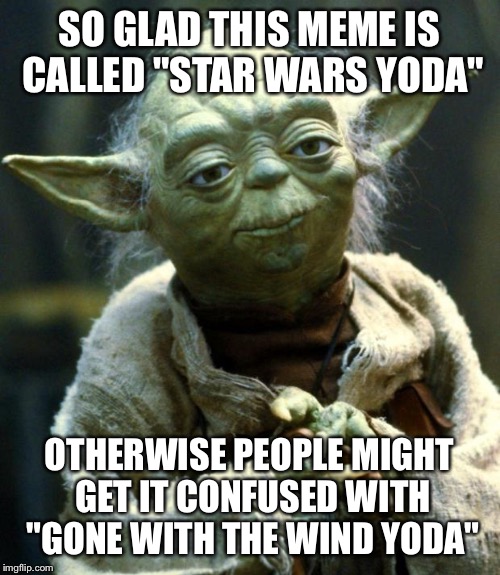 SO GLAD THIS MEME IS
CALLED "STAR WARS YODA"
OTHERWISE PEOPLE MIGHT
GET IT CONFUSED WITH
"GONE WITH THE WIND YODA"
imgflip.com